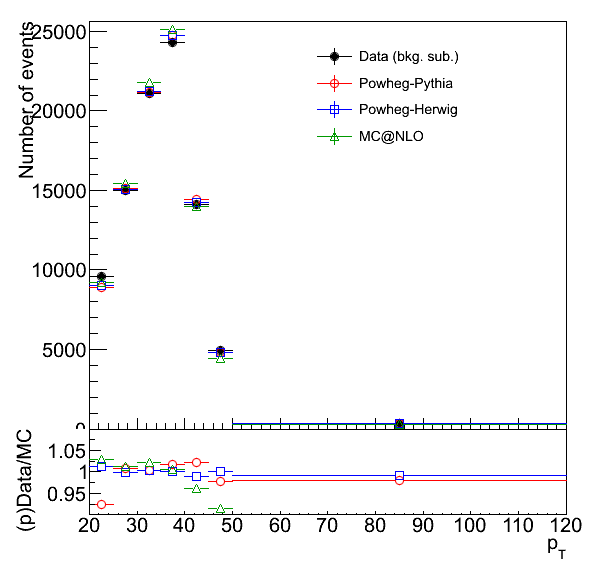 Number of events
25000
20000
15000
10000
5000
0
Data (bkg. sub.)
Powheg-Pythia
Powheg-Herwig
MC@NLO
(p)Data/MC
1.05
1
0.95
20 30 40 50 60 70 80 90 100 110 120
pT